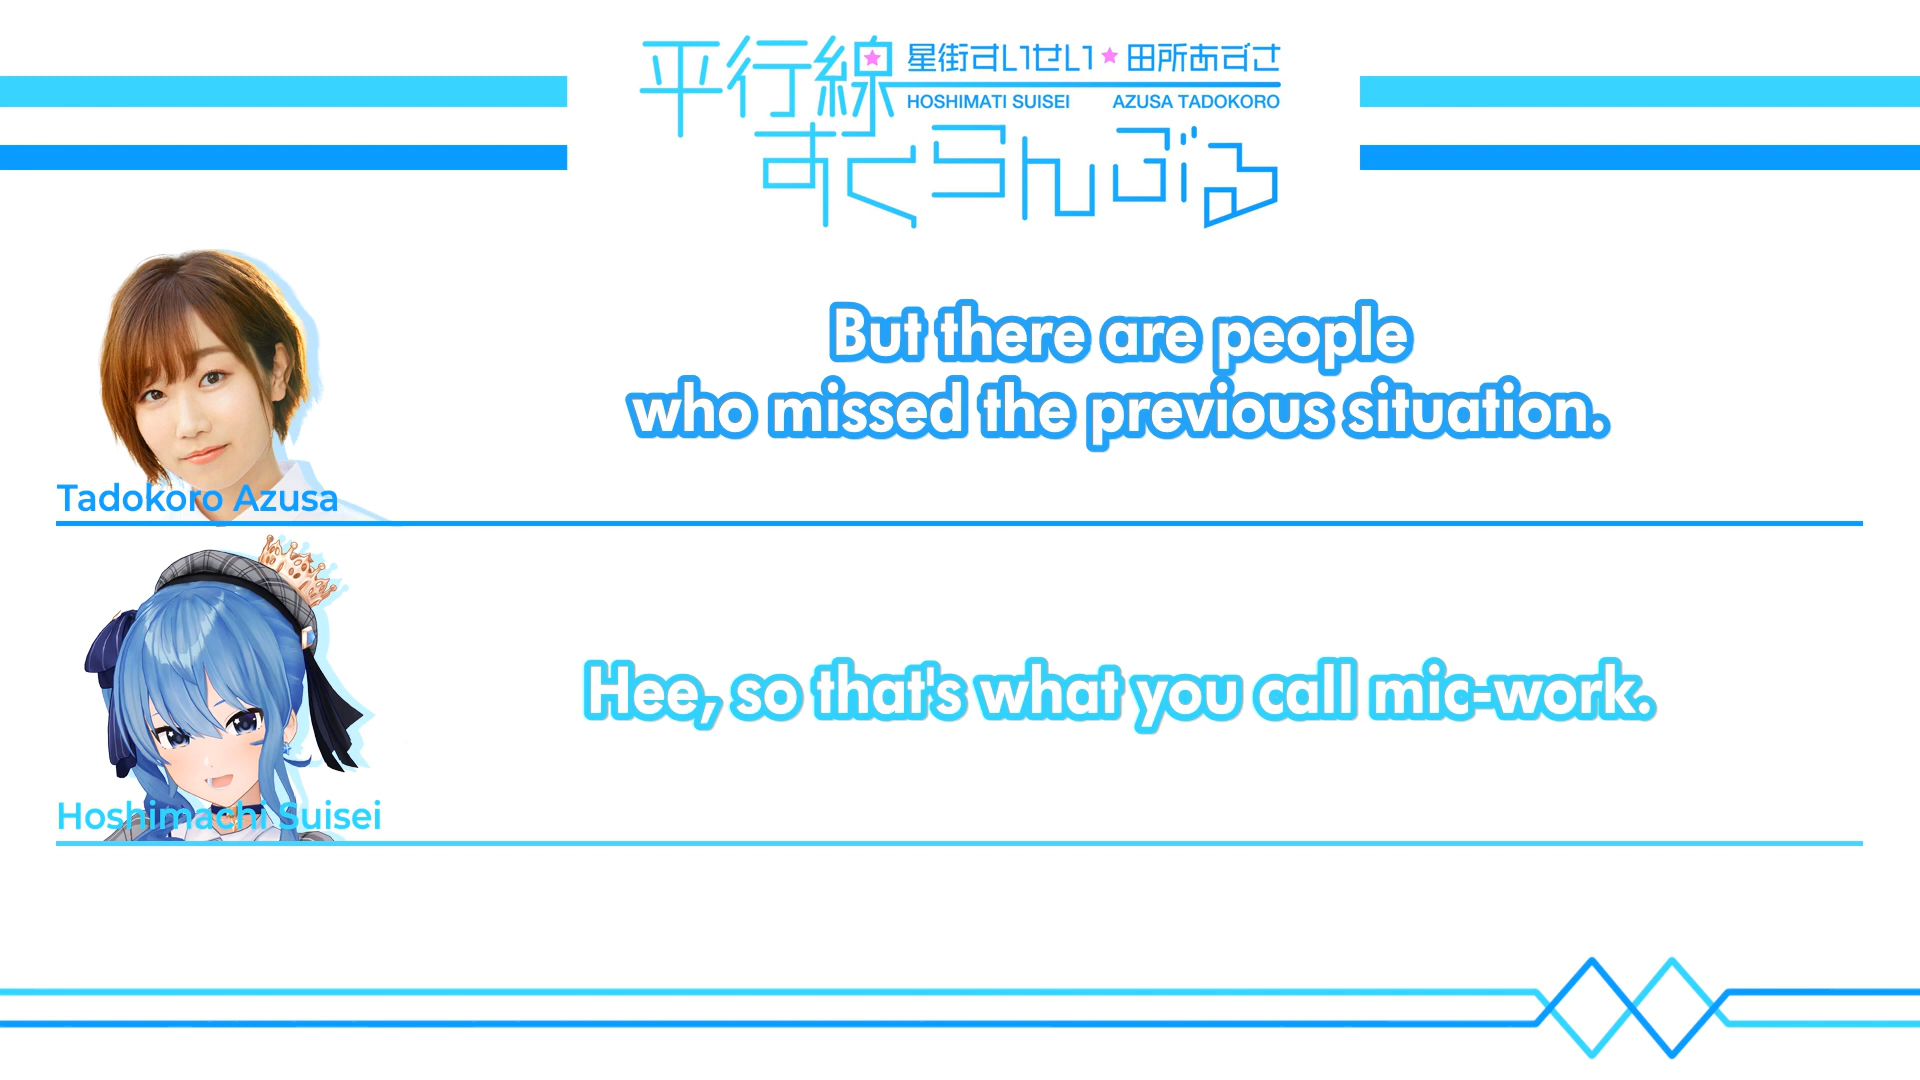 平行線
星街すいせい★田所あずさ
HOSHIMATI SUISEI AZUSA TADOKORO
すくらんぶる
But there are people
who missed the previous situation.
Tadokoro Azusa
Hee, so that's what you call mic-work.
Hoshimachi Suisei